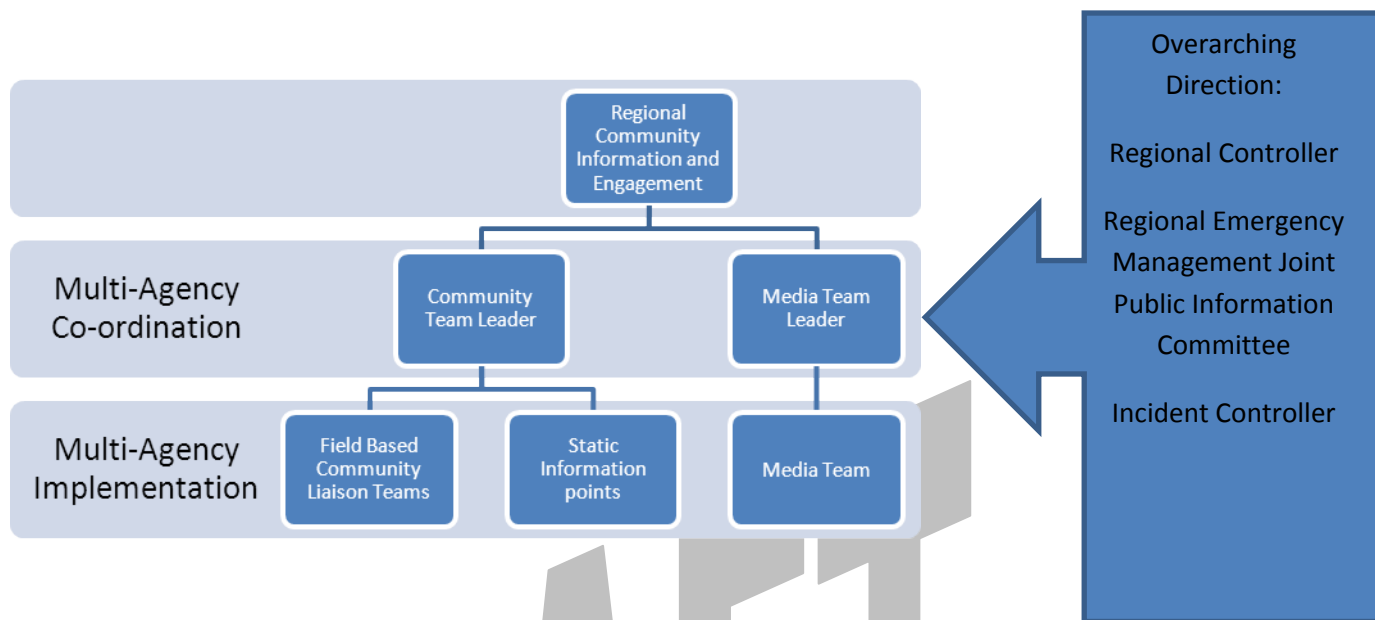 Regional
Community
Information and
Engagement
Multi-Agency
Co-ordination
Community
Team Leader
Media Team
Leader
Multi-Agency
Implementation
Field Based
Community
Liaison Teams
Static
Information
points
Media Team
Overarching
Direction:
Regional Controller
Regional Emergency
Management Joint
Public Information
Committee
Incident Controller